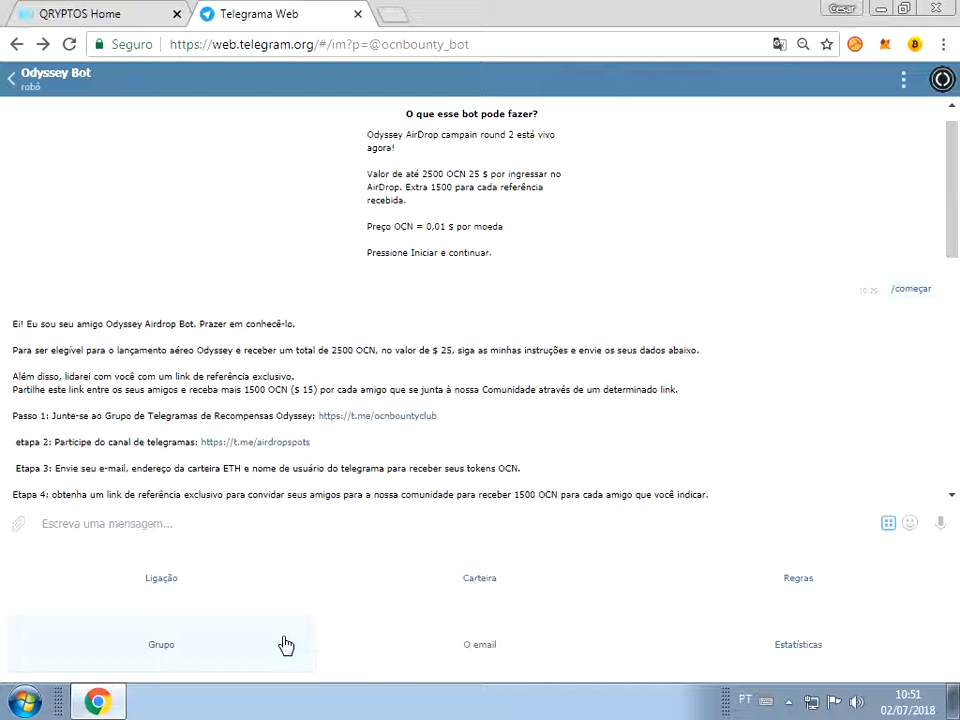 QRYPTOS Home
Telegrama Web
Cesar
Seguro
https://web.telegram.org/#/im?p=@ocnbounty_bot
Odyssey Bot
robô
O que esse bot pode fazer?
Odyssey AirDrop campain round 2 está vivo
agora!
Valor de até 2500 OCN 25 $ por ingressar no
AirDrop. Extra 1500 para cada referência
recebida.
Preço OCN = 0,01 $ por moeda
Pressione Iniciar e continuar.
10:25 /começar
Ei! Eu sou seu amigo Odyssey Airdrop Bot. Prazer em conhecê-lo.
Para ser elegível para o lançamento aéreo Odyssey e receber um total de 2500 OCN, no valor de $ 25, siga as minhas instruções e envie os seus dados abaixo.
Além disso, lidarei com você com um link de referência exclusivo.
Partilhe este link entre os seus amigos e receba mais 1500 OCN ($ 15) por cada amigo que se junta à nossa Comunidade através de um determinado link.
Passo 1: Junte-se ao Grupo de Telegramas de Recompensas Odyssey: https://t.me/ocnbountyclub
etapa 2: Participe do canal de telegramas: https://t.me/airdropspots
Etapa 3: Envie seu e-mail, endereço da carteira ETH e nome de usuário do telegrama para receber seus tokens OCN.
Etapa 4: obtenha um link de referência exclusivo para convidar seus amigos para a nossa comunidade para receber 1500 OCN para cada amigo que você indicar.
Escreva uma mensagem...
Ligação
Carteira
Regras
Grupo
O email
Estatísticas
PT
10:51
02/07/2018